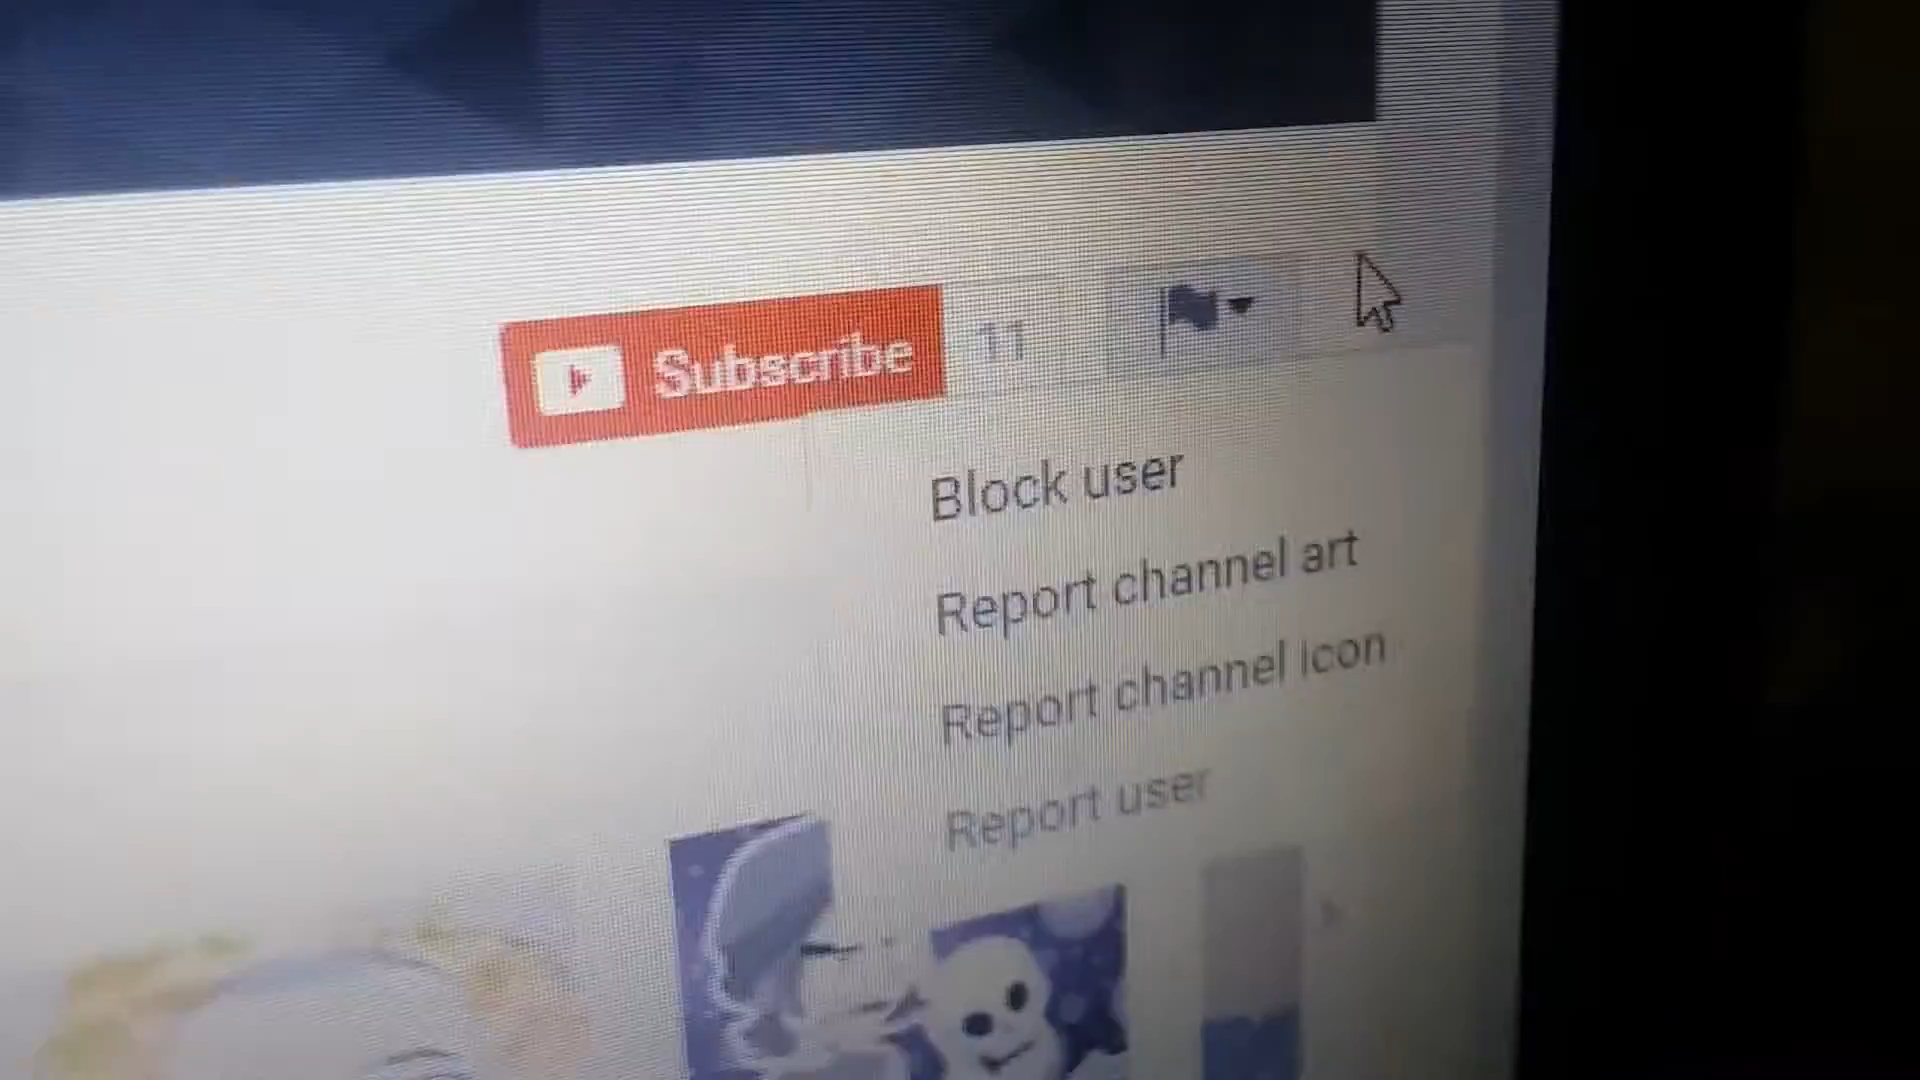 Subscribe 11
Block user
Report channel art
Report channel icon
Report user